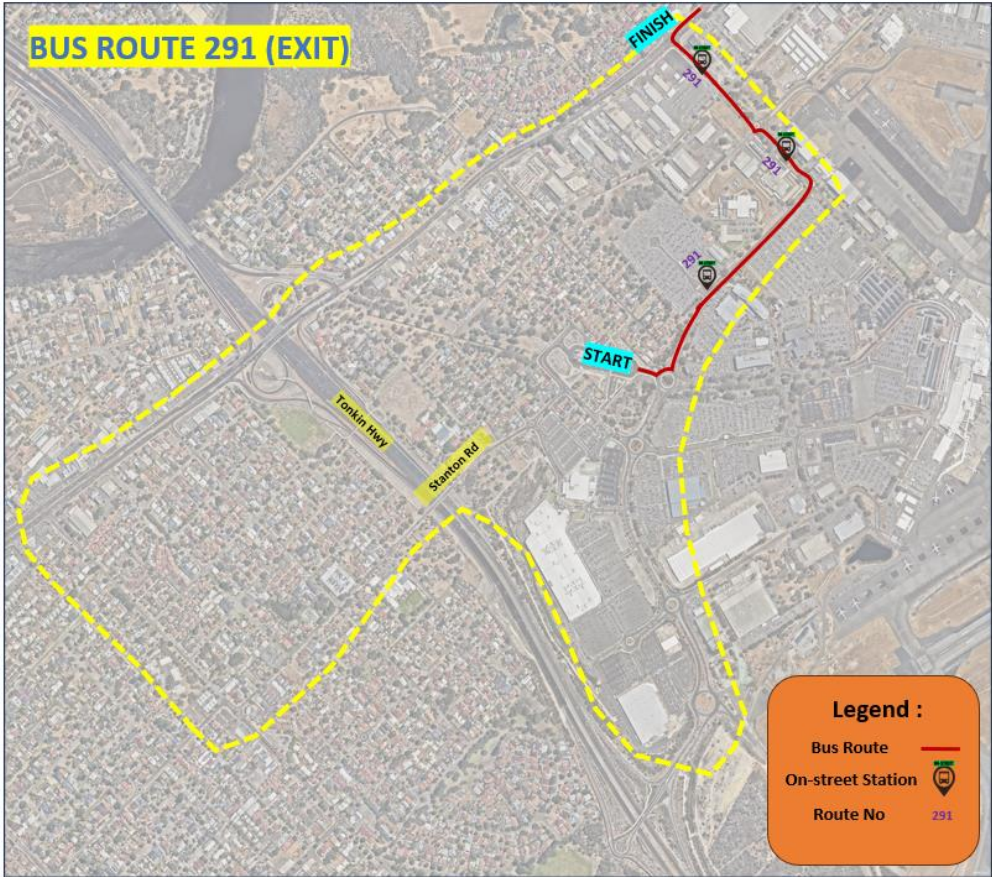 BUS ROUTE 291 (EXIT)
FINISH
291
291
291
START
Tonkin Hwy
Stanton Rd
Legend :
Bus Route
On-street Station
Route No 291